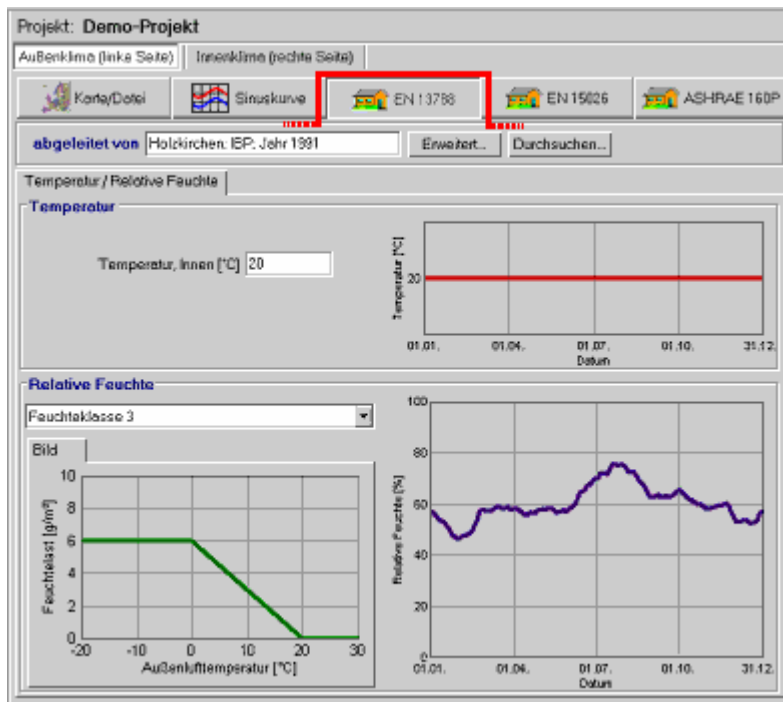 Projekt: Demo-Projekt
Außenklima (linke Seite) Innenklima (rechte Seite)
Karte/Datei Sinuskurve EN 13788 EN 15026 ASHRAE 160P
abgeleitet von Holzkirchen; IBP; Jahr 1991 Erweitert... Durchsuchen...
Temperatur / Relative Feuchte
Temperatur
Temperatur, Innen [°C] 20
Temperatur [°C]
20
01.01. 01.04. 01.07. 01.10. 31.12.
Datum
Relative Feuchte
Feuchteklasse 3
Bild
Feuchtelast [g/m³]
10
8
6
4
2
0
-20 -10 0 10 20 30
Außenlufttemperatur [°C]
Relative Feuchte [%]
100
80
60
40
20
0
01.01. 01.04. 01.07. 01.10. 31.12.
Datum